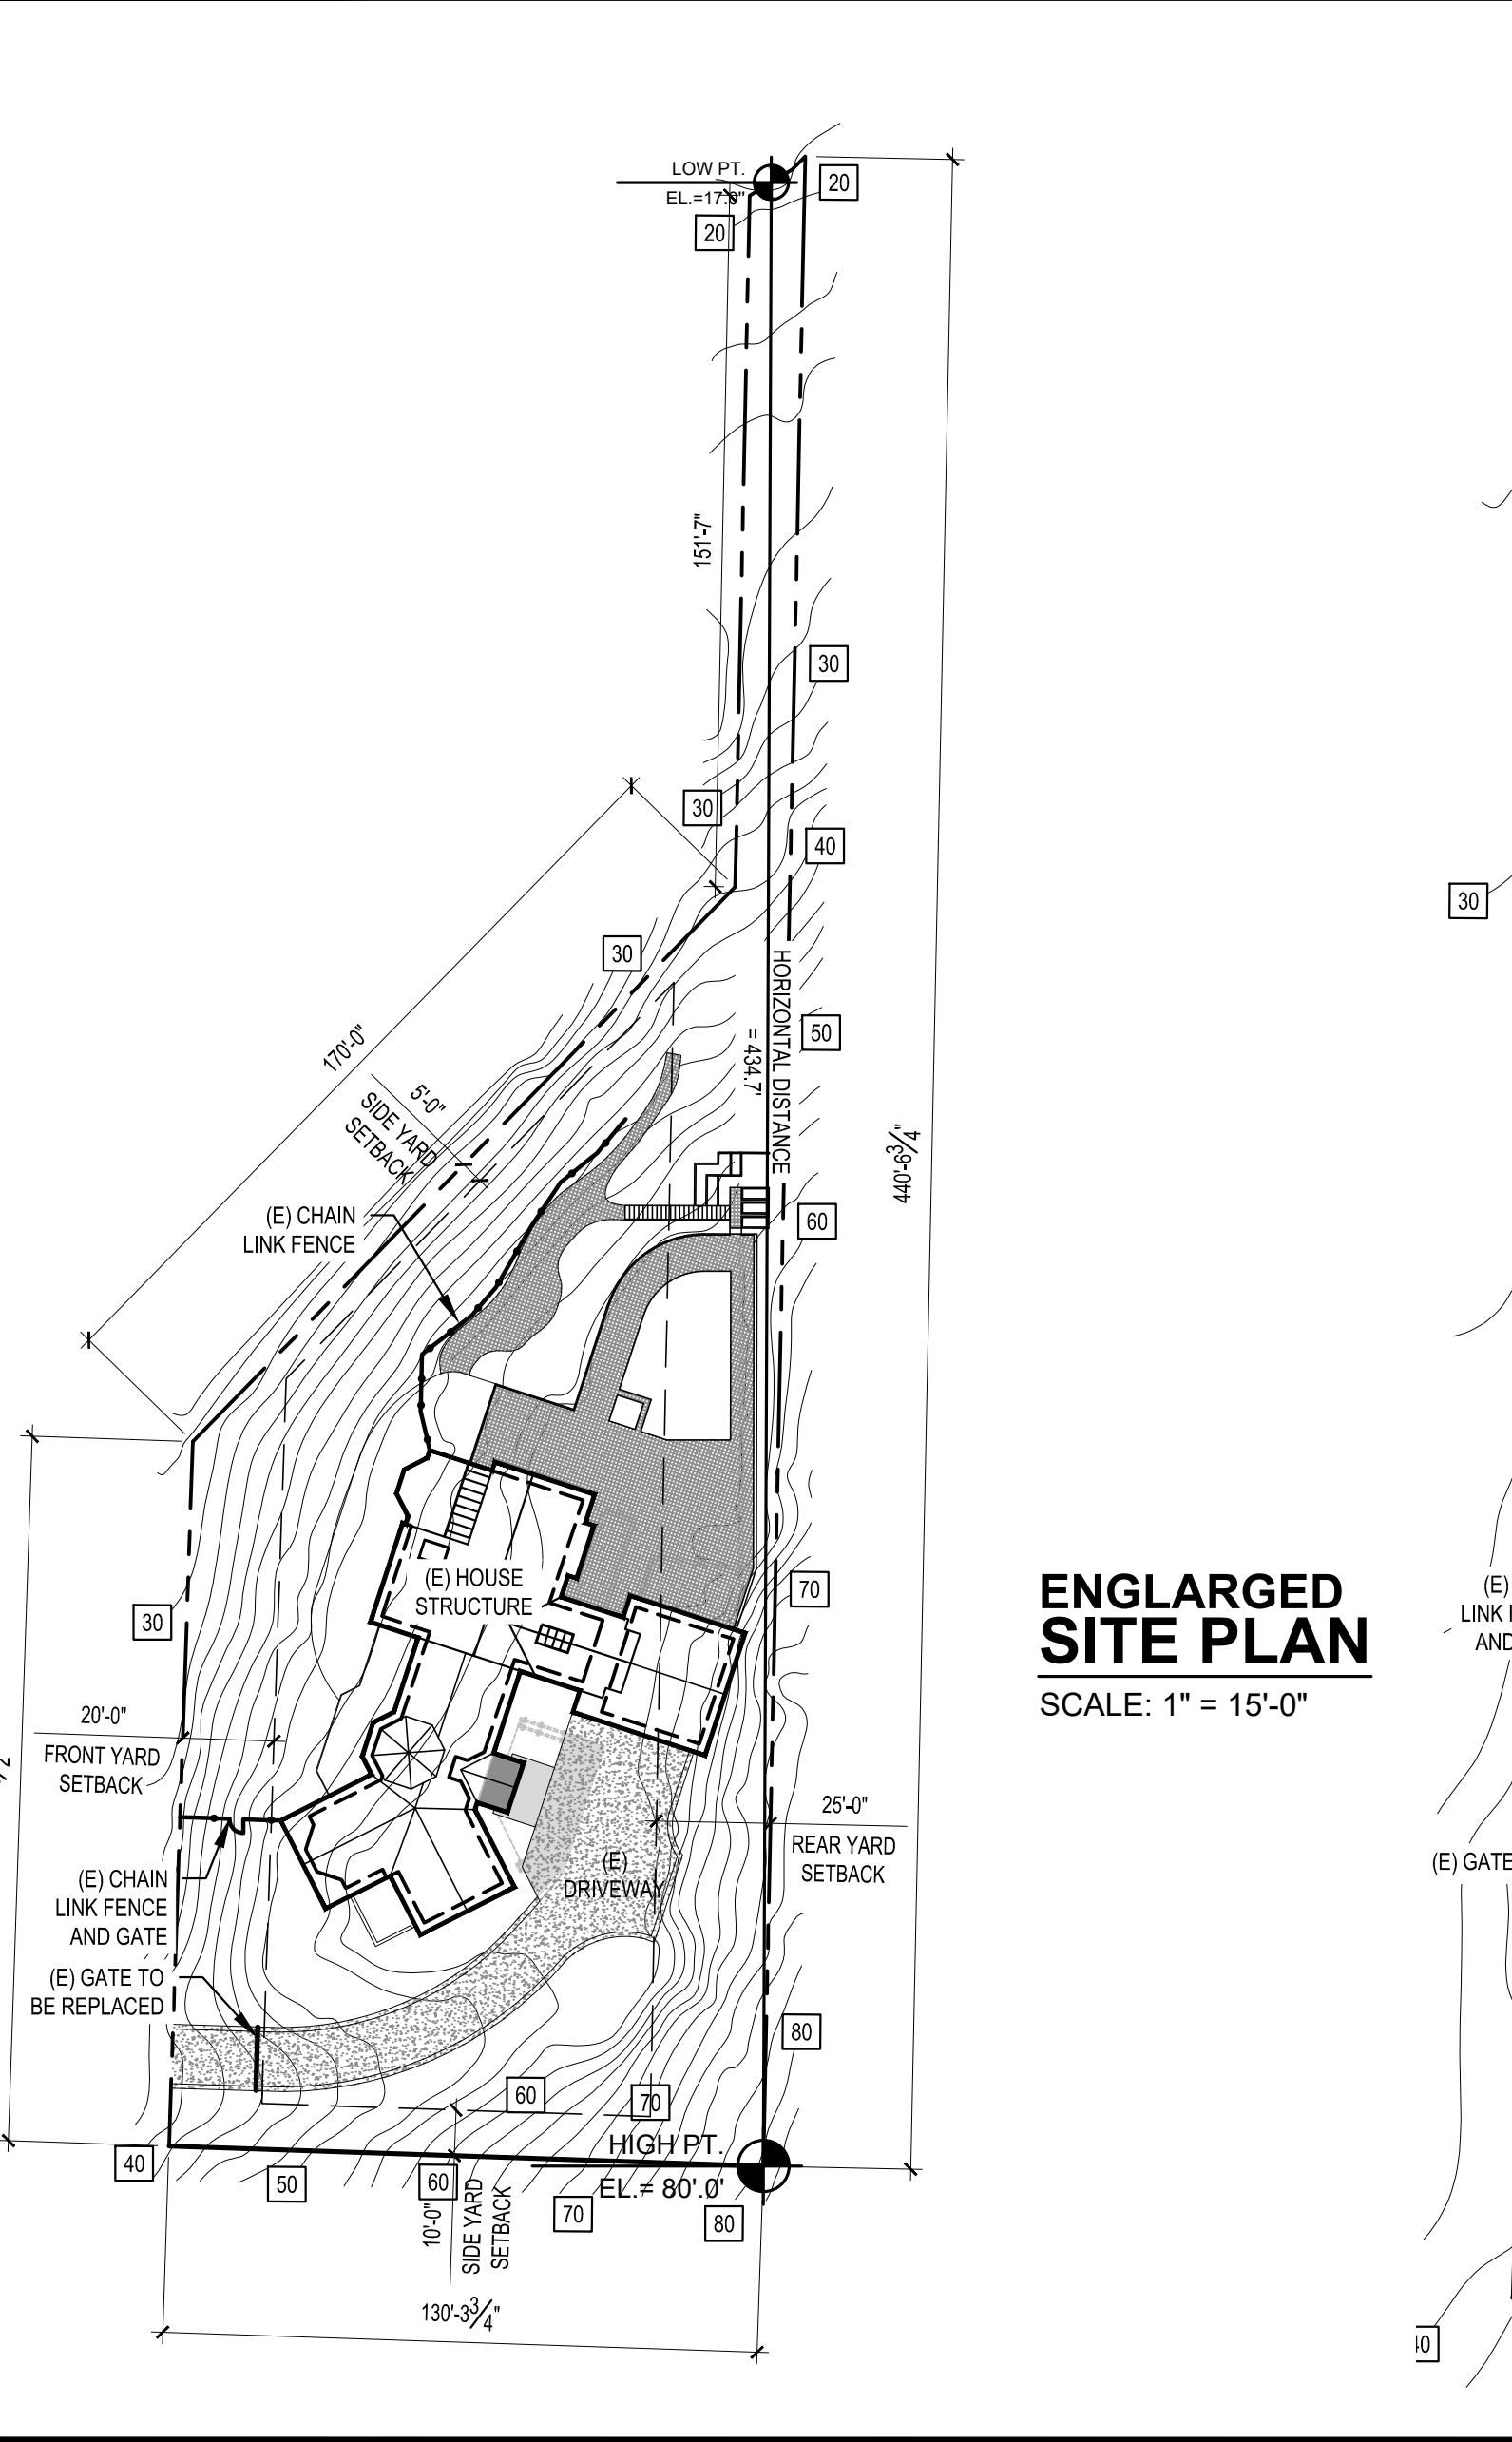 LOW PT.
EL.=17.0"
20
20
151'-7"
30
30
40
30
HORIZONTAL DISTANCE
= 434.7'
50
170'-0"
5'-0"
SIDE YARD
SETBACK
440'-6 3/4"
(E) CHAIN
LINK FENCE
60
30
(E) HOUSE
STRUCTURE
70
30
ENGLARGED
SITE PLAN
SCALE: 1" = 15'-0"
(E)
LINK
AND
20'-0"
FRONT YARD
SETBACK
25'-0"
REAR YARD
SETBACK
(E)
DRIVEWAY
(E) GATE
(E) CHAIN
LINK FENCE
AND GATE
(E) GATE TO
BE REPLACED
80
60
70
HIGH PT.
EL.= 80'.0'
40
50
60
70
80
10'-0"
SIDE YARD
SETBACK
130'-3 3/4"